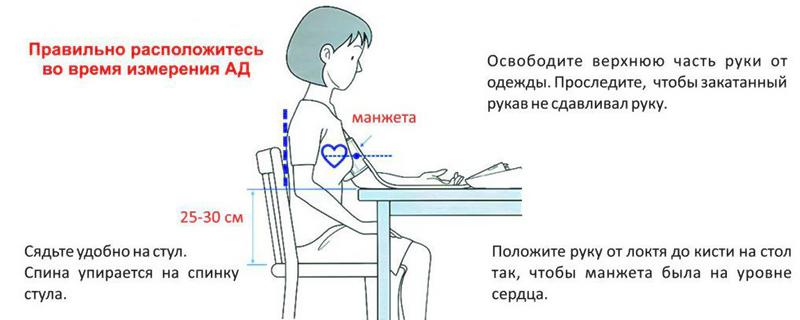 Правильно расположитесь
во время измерения АД
Освободите верхнюю часть руки от
одежды. Проследите, чтобы закатанный
рукав не сдавливал руку.
манжета
25-30 см
Сядьте удобно на стул.
Спина упирается на спинку
стула.
Положите руку от локтя до кисти на стол
так, чтобы манжета была на уровне
сердца.